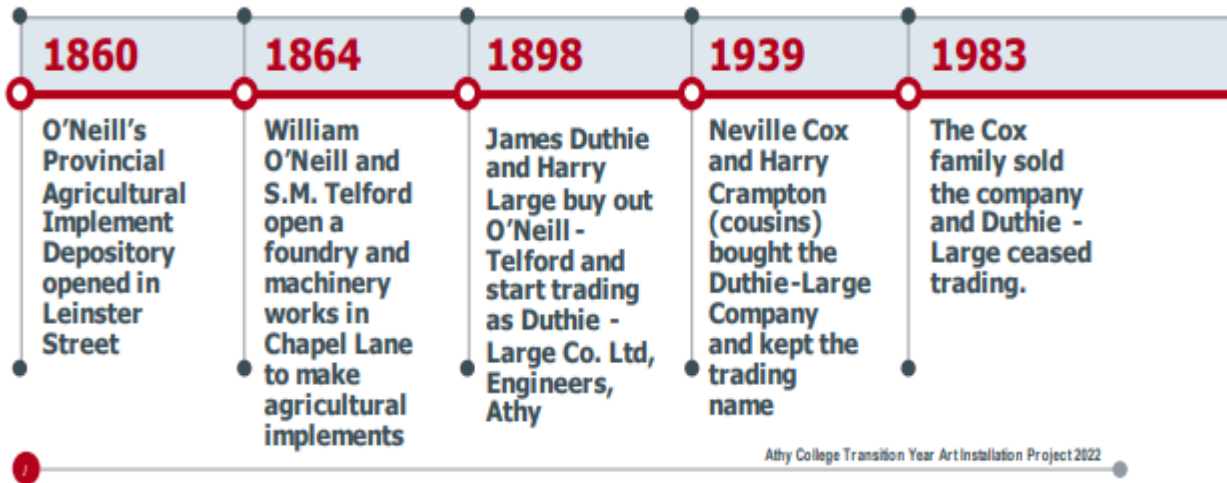 1860
O'Neill's
Provincial
Agricultural
Implement
Depository
opened in
Leinster
Street
1864
William
O'Neill and
S.M. Telford
open a
foundry and
machinery
works in
Chapel Lane
to make
agricultural
implements
1898
James Duthie
and Harry
Large buy out
O'Neill -
Telford and
start trading
as Duthie -
Large Co. Ltd,
Engineers,
Athy
1939
Neville Cox
and Harry
Crampton
(cousins)
bought the
Duthie-Large
Company
and kept the
trading
name
1983
The Cox
family sold
the company
and Duthie -
Large ceased
trading.
Athy College Transition Year Art Installation Project 2022